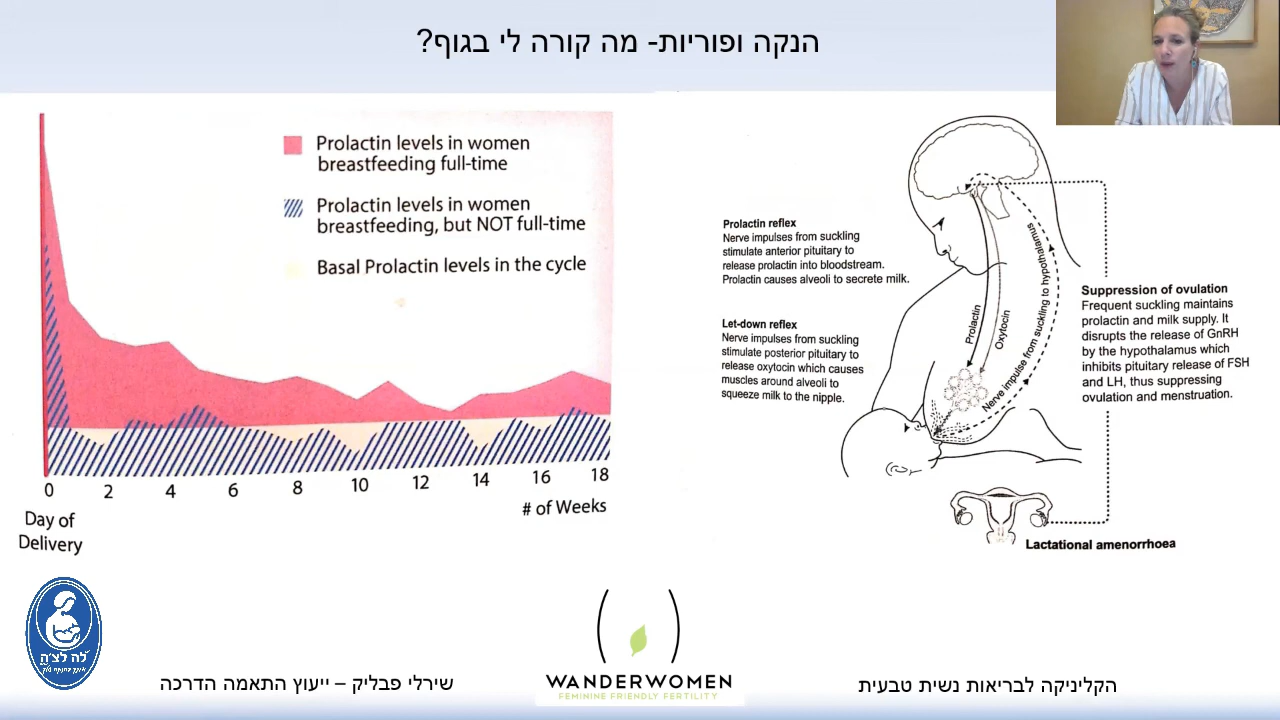 הנקה ופוריות- מה קורה לי בגוף?
Prolactin levels in women
breastfeeding full-time
Prolactin levels in women
breastfeeding, but NOT full-time
Basal Prolactin levels in the cycle
0 2 4 6 8 10 12 14 16 18
# of Weeks
Day of
Delivery
Prolactin reflex
Nerve impulses from suckling
stimulate anterior pituitary to
release prolactin into bloodstream.
Prolactin causes alveoli to secrete milk.
Let-down reflex
Nerve impulses from suckling
stimulate posterior pituitary to
release oxytocin which causes
muscles around alveoli to
squeeze milk to the nipple.
Prolactin
Oxytocin
Nerve impulse from suckling to hypothalamus
Suppression of ovulation
Frequent suckling maintains
prolactin and milk supply. It
disrupts the release of GnRH
by the hypothalamus which
inhibits pituitary release of FSH
and LH, thus suppressing
ovulation and menstruation.
Lactational amenorrhoea
לה לצ'ה
שירלי פבליק – ייעוץ התאמה הדרכה
WANDERWOMEN
FEMININE FRIENDLY FERTILITY
הקליניקה לבריאות נשית טבעית